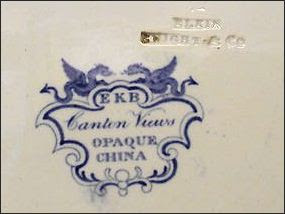 ELKIN
KNIGHT & Co
EKB
Canton Views
OPAQUE
CHINA